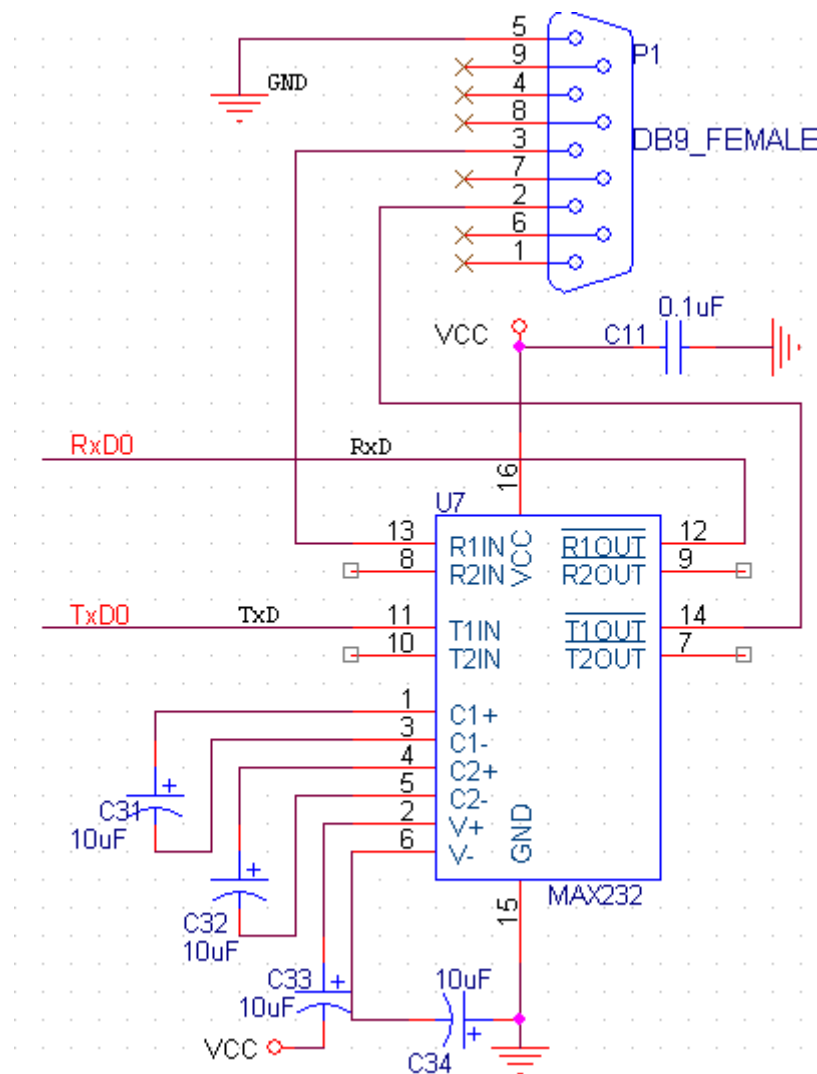 5
9
P1
GND
4
8
DB9_FEMALE
3
7
2
6
1
0.1uF
VCC
C11
RxD0
RxD
16
U7
13
R1IN
VCC
R1OUT
12
8
R2IN
R2OUT
9
TxD0
TxD
11
T1IN
T1OUT
14
10
T2IN
T2OUT
7
1
C1+
3
C1-
4
C2+
5
C2-
C31
+
10uF
2
V+
GND
6
V-
+
MAX232
15
C32
10uF
C33
+
10uF
10uF
VCC
+
C34